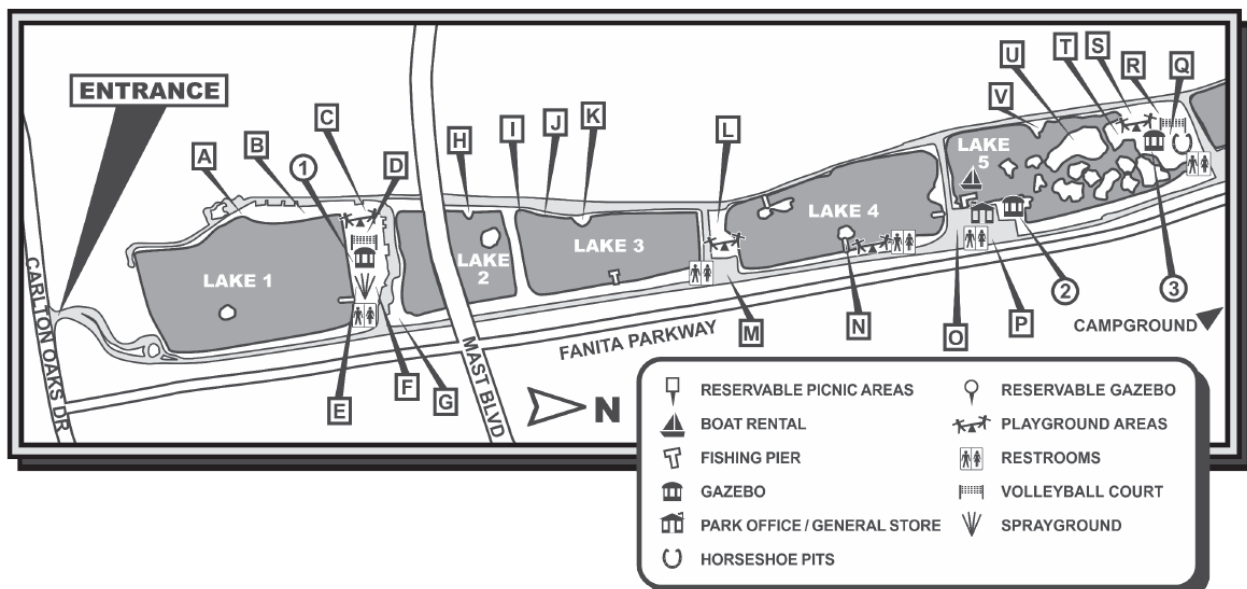 ENTRANCE
A
B
C
1
D
H
I
J
K
L
V
U
T
S
R
Q
LAKE 1
LAKE
2
LAKE 3
LAKE 4
LAKE
5
E
F
G
M
N
O
P
2
3
CARLTON OAKS DR
MAST BLVD
FANITA PARKWAY
CAMPGROUND
N
RESERVABLE PICNIC AREAS
BOAT RENTAL
FISHING PIER
GAZEBO
PARK OFFICE / GENERAL STORE
HORSESHOE PITS
RESERVABLE GAZEBO
PLAYGROUND AREAS
RESTROOMS
VOLLEYBALL COURT
SPRAYGROUND